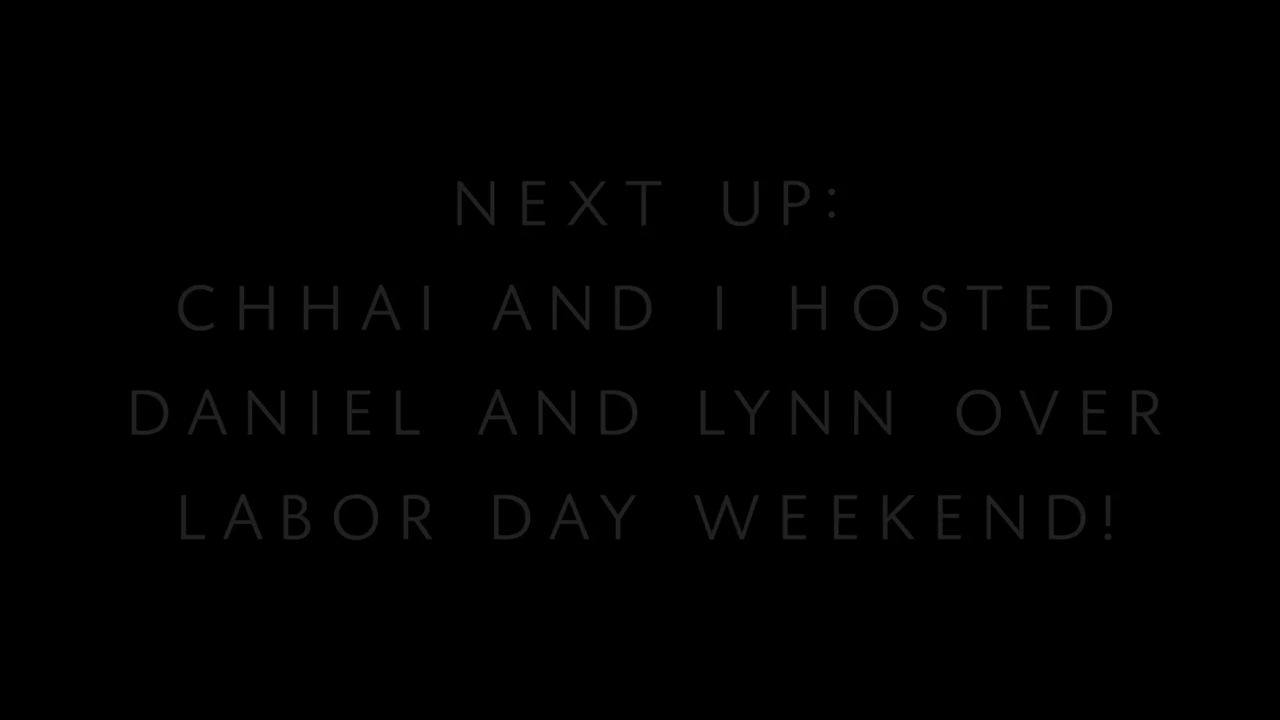 NEXT UP:
CHHAI AND I HOSTED
DANIEL AND LYNN OVER
LABOR DAY WEEKEND!